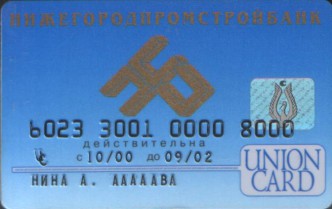 НИЖЕГОРОДПРОМСТРОЙБАНК
6023 3001 0000 8000
действительна
с 10/00 до 09/02
НИНА А. АААААВА
UNION
CARD